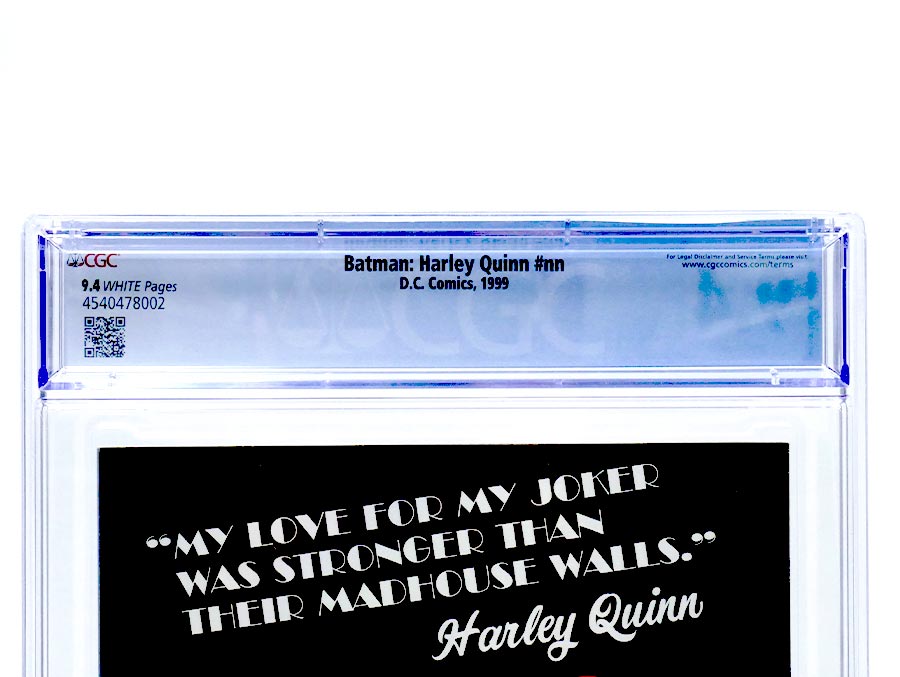 CGC
Batman: Harley Quinn #nn
D.C. Comics, 1999
For Legal Disclaimer and Service Terms please visit:
www.cgccomics.com/terms
9.4 WHITE Pages
4540478002
CGC
“MY LOVE FOR MY JOKER
WAS STRONGER THAN
THEIR MADHOUSE WALLS.”
Harley Quinn